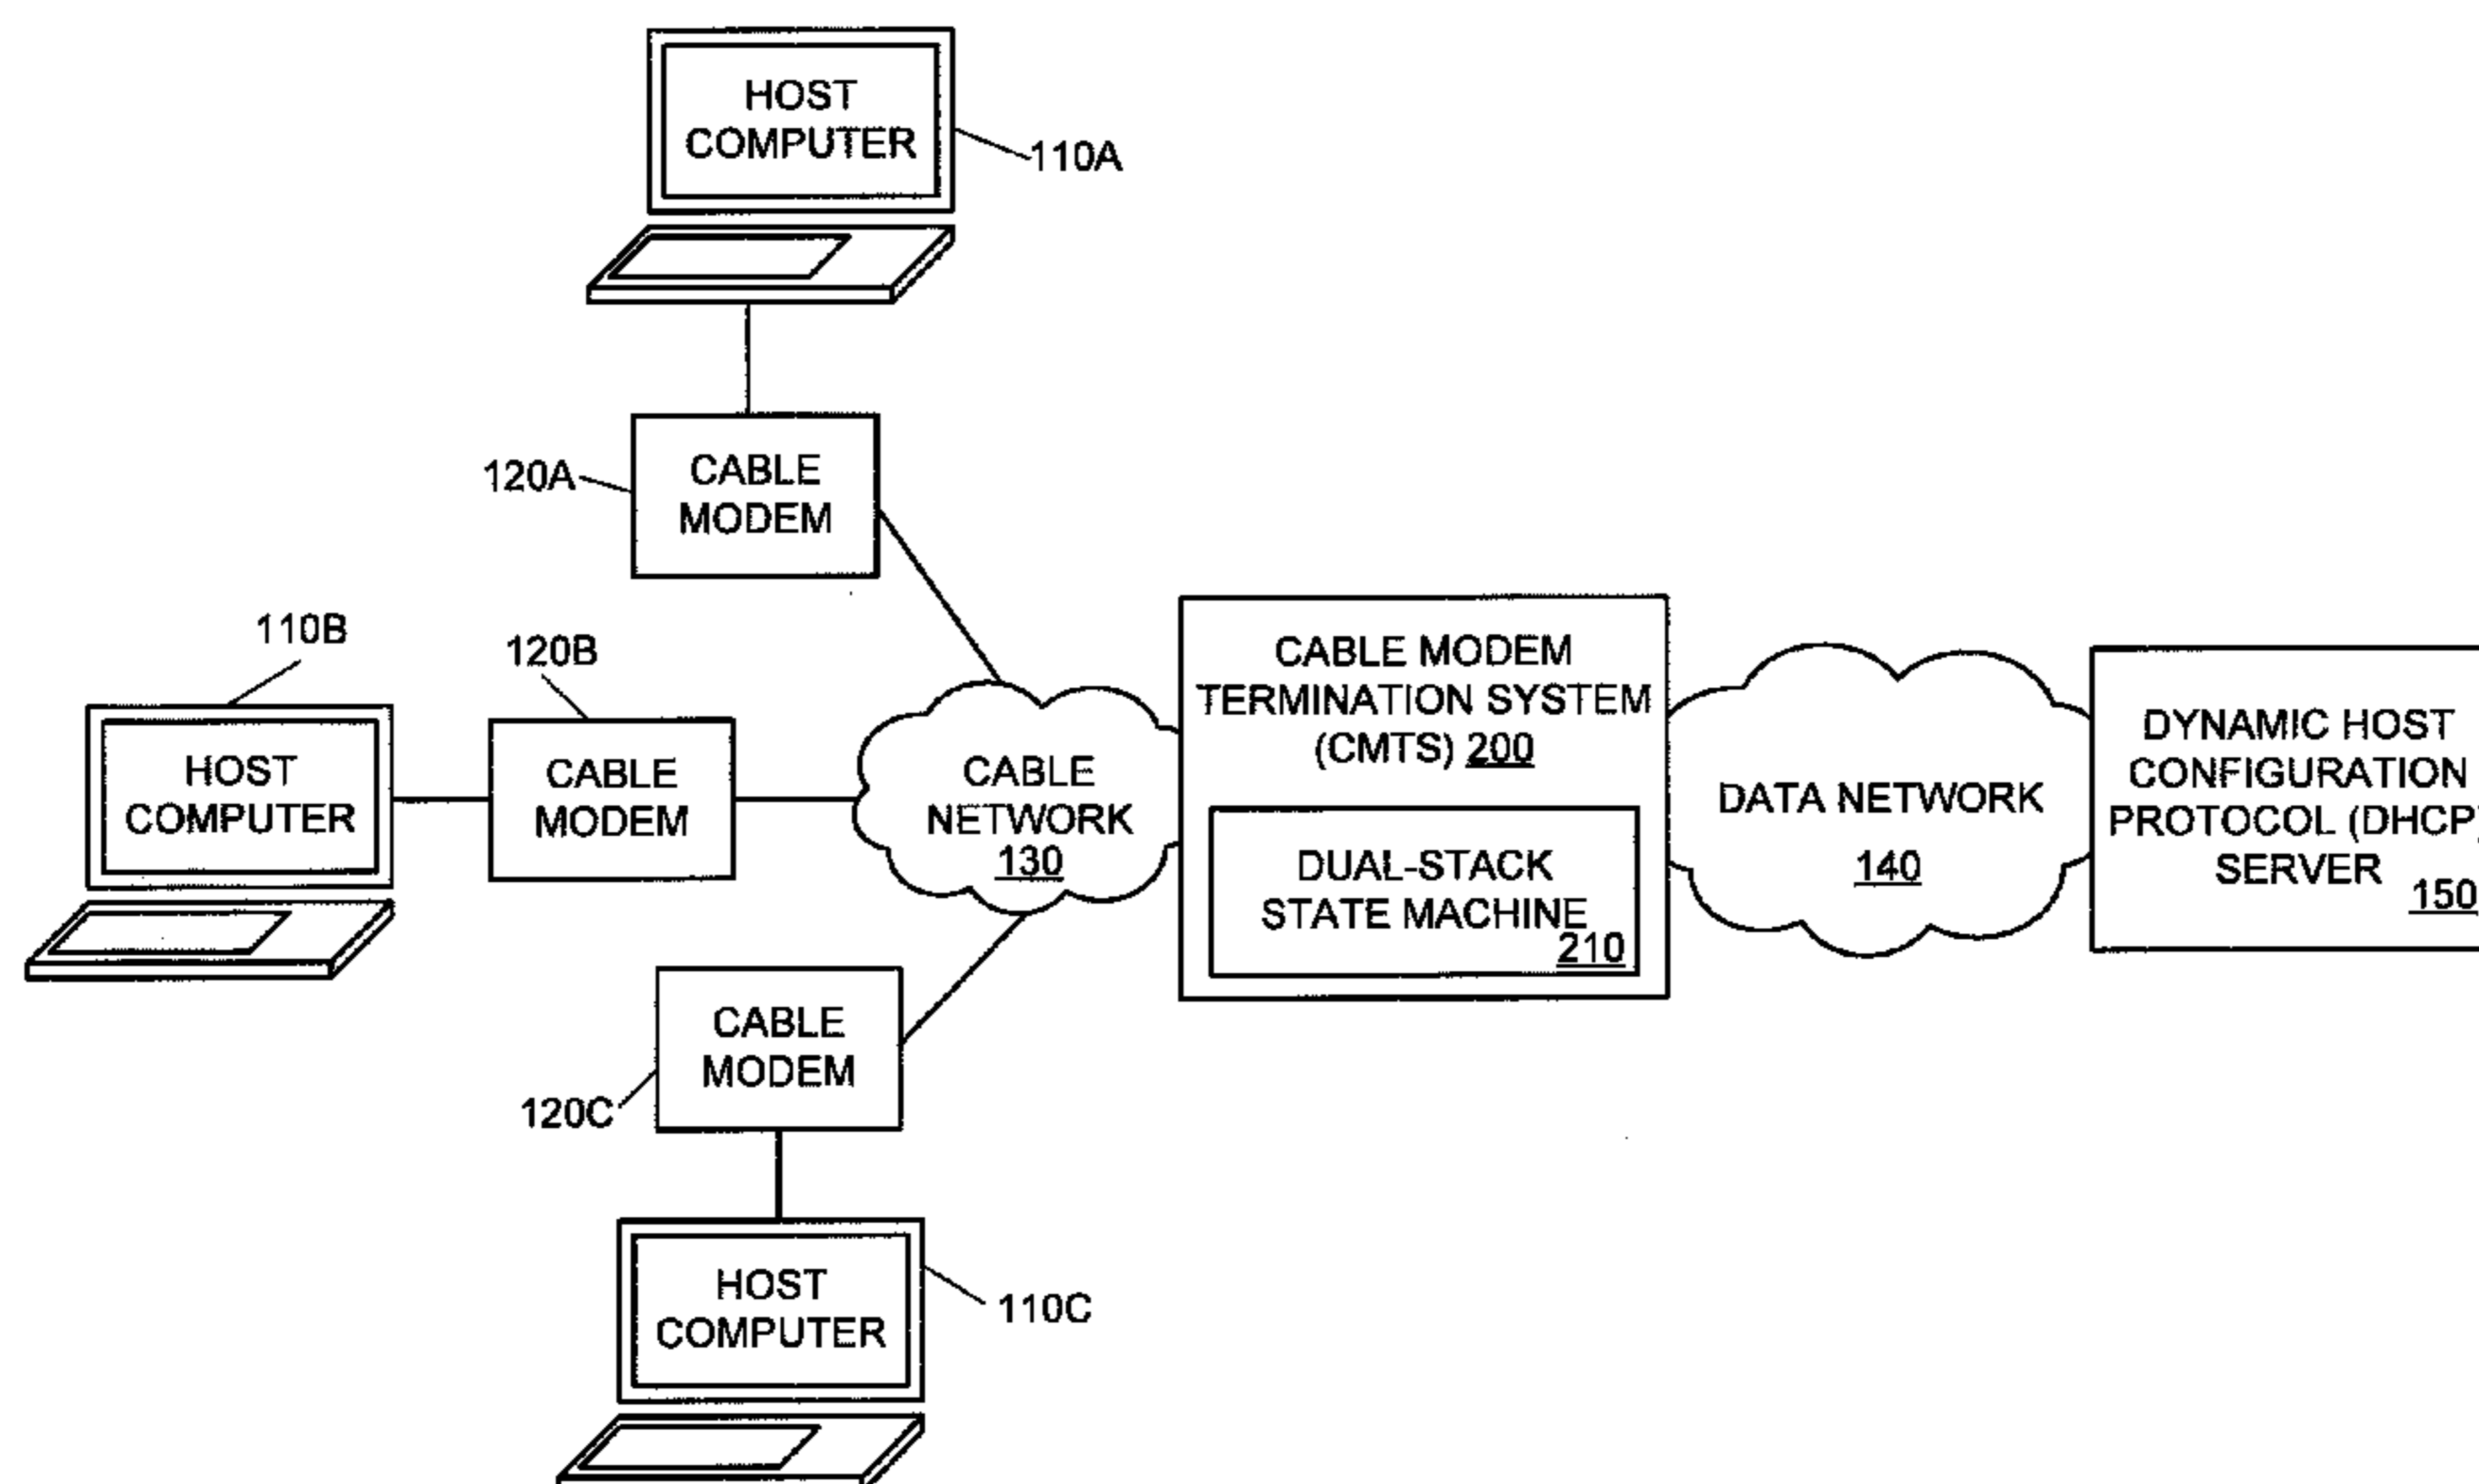 HOST
COMPUTER
110A
120A
CABLE
MODEM
110B
120B
HOST
COMPUTER
CABLE
MODEM
CABLE
NETWORK
130
CABLE MODEM
TERMINATION SYSTEM
(CMTS) 200
DUAL-STACK
STATE MACHINE
210
DATA NETWORK
140
DYNAMIC HOST
CONFIGURATION
PROTOCOL (DHCP)
SERVER
150
CABLE
MODEM
120C
HOST
COMPUTER
110C